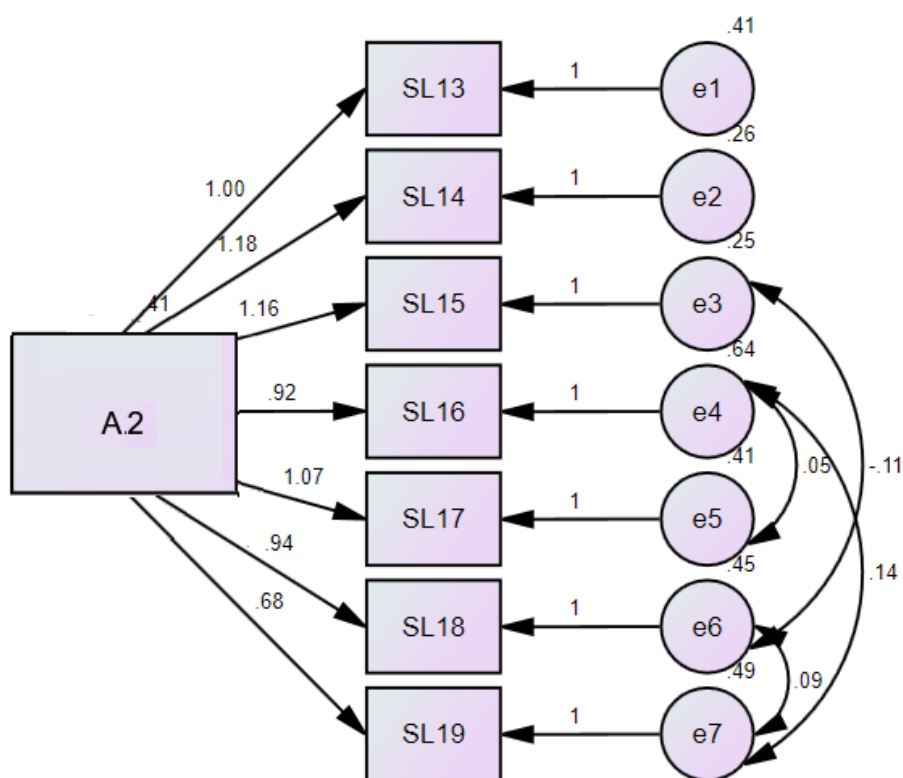 .41
SL13
1
e1
.26
1.00
SL14
1
e2
1.18
.25
.41
1.16
SL15
1
e3
.64
A.2
.92
SL16
1
e4
.41
.05
-.11
1.07
SL17
1
e5
.94
.45
.14
.68
SL18
1
e6
.49
.09
SL19
1
e7